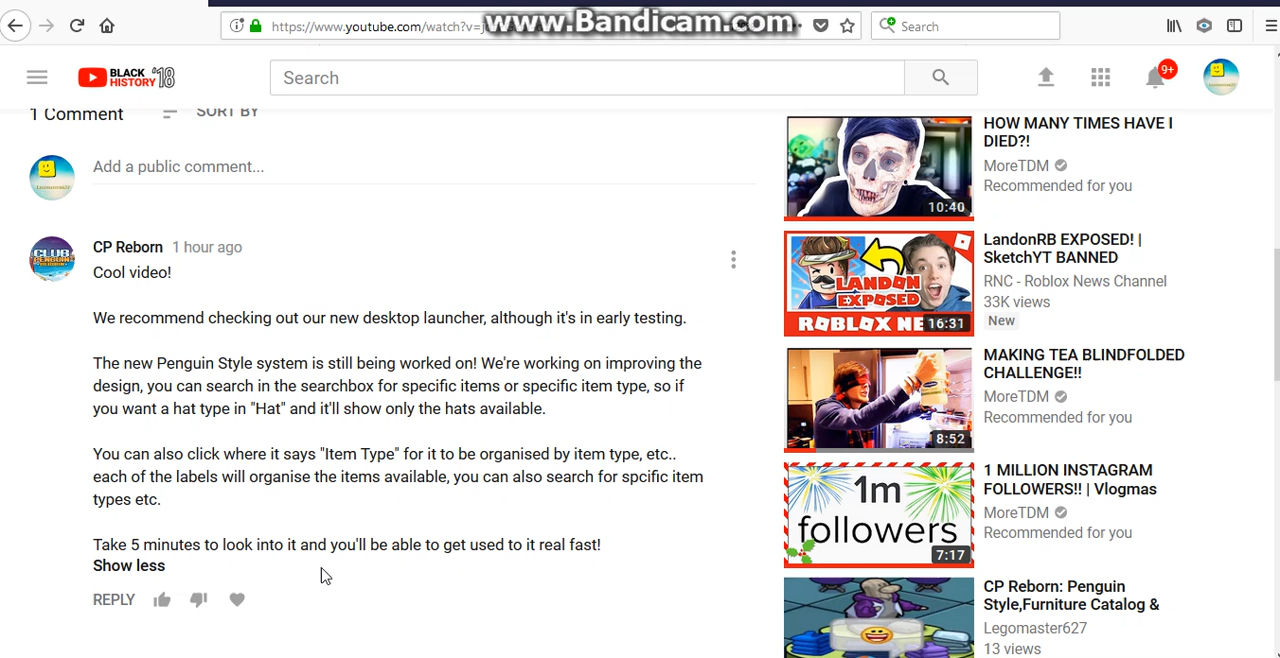 www.Bandicam.com
https://www.youtube.com/watch?v=j
Search
BLACK HISTORY '18
Search
9+
1 Comment
SORT BY
Add a public comment...
CP Reborn 1 hour ago
Cool video!
We recommend checking out our new desktop launcher, although it's in early testing.
The new Penguin Style system is still being worked on! We're working on improving the
design, you can search in the searchbox for specific items or specific item type, so if
you want a hat type in "Hat" and it'll show only the hats available.
You can also click where it says "Item Type" for it to be organised by item type, etc..
each of the labels will organise the items available, you can also search for spcific item
types etc.
Take 5 minutes to look into it and you'll be able to get used to it real fast!
Show less
REPLY
10:40
HOW MANY TIMES HAVE I
DIED?!
MoreTDM
Recommended for you
LANDON
EXPOSED!
ROBLOX NE
16:31
LandonRB EXPOSED! |
SketchYT BANNED
RNC - Roblox News Channel
33K views
New
8:52
MAKING TEA BLINDFOLDED
CHALLENGE!!
MoreTDM
Recommended for you
1m
followers
7:17
1 MILLION INSTAGRAM
FOLLOWERS!! | Vlogmas
MoreTDM
Recommended for you
CP Reborn: Penguin
Style,Furniture Catalog &
Legomaster627
13 views